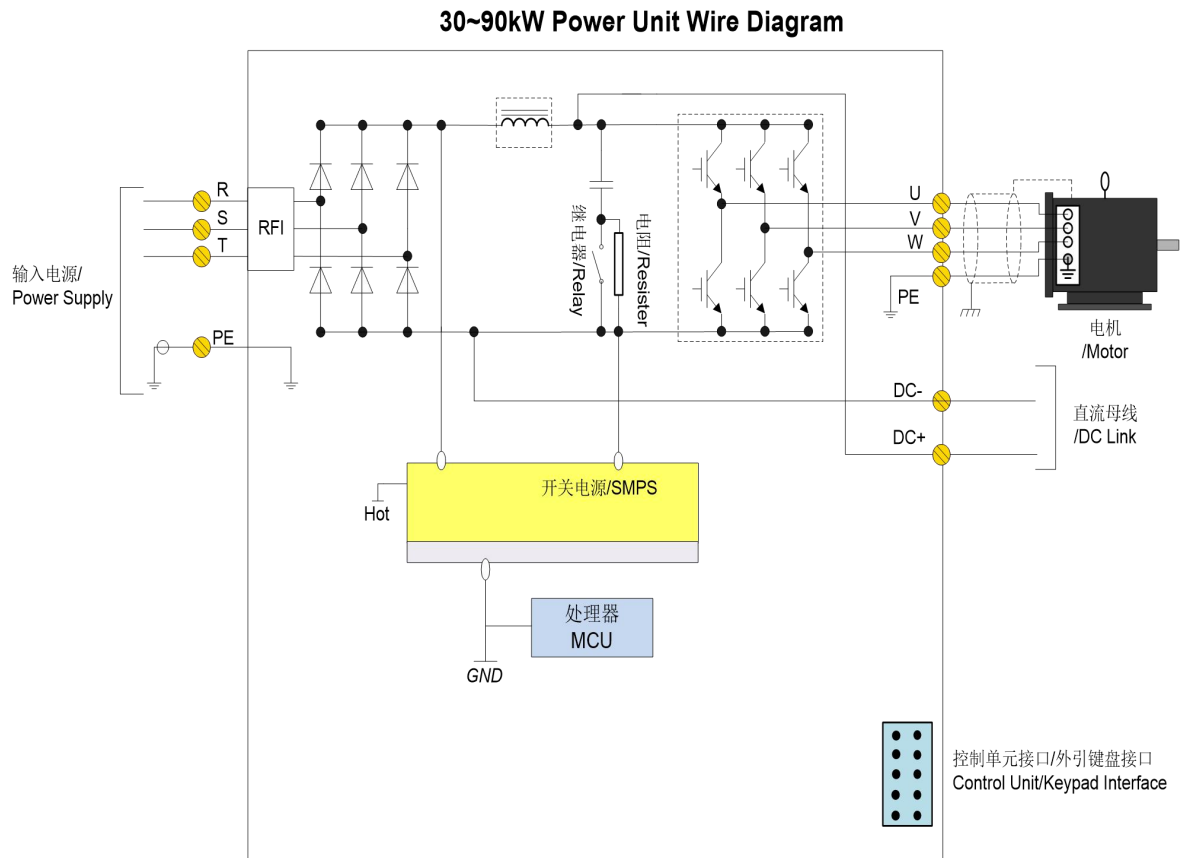 30~90kW Power Unit Wire Diagram
R
S
T
RFI
输入电源/
Power Supply
PE
继电器/Relay
电阻/Resister
U
V
W
PE
电机
/Motor
DC-
DC+
直流母线
/DC Link
开关电源/SMPS
Hot
处理器
MCU
GND
控制单元接口/外引键盘接口
Control Unit/Keypad Interface